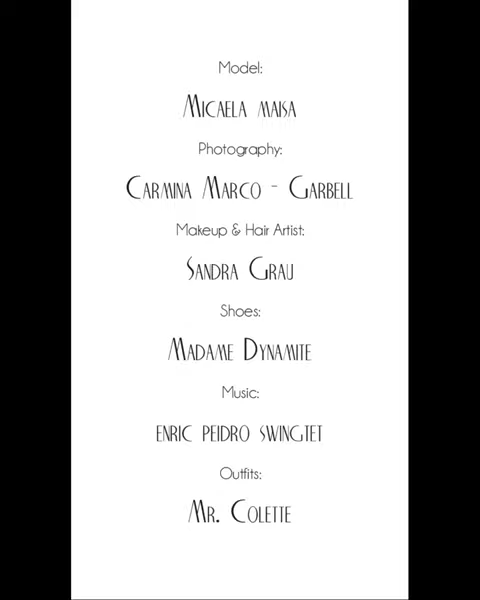 Model:
Micaela maisa
Photography:
Carmina Marco - Garbell
Makeup & Hair Artist:
Sandra Grau
Shoes:
Madame Dynamite
Music:
enric peidro swingtet
Outfits:
Mr. Colette